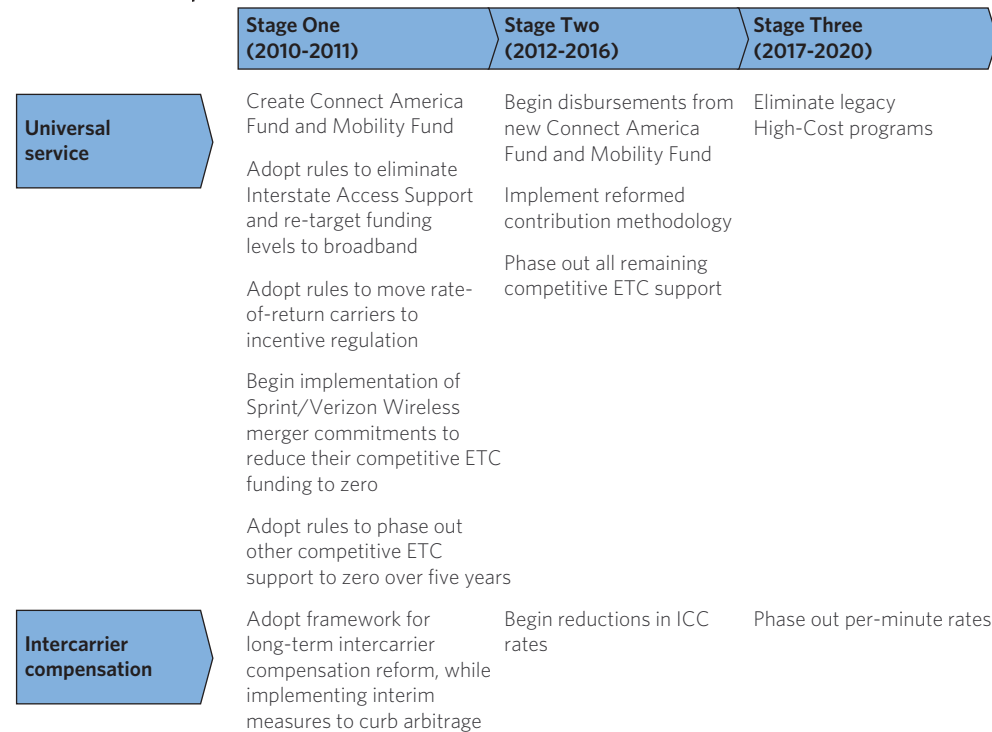 Stage One
(2010-2011)
Stage Two
(2012-2016)
Stage Three
(2017-2020)
Universal
service
Create Connect America
Fund and Mobility Fund
Adopt rules to eliminate
Interstate Access Support
and re-target funding
levels to broadband
Adopt rules to move rate-
of-return carriers to
incentive regulation
Begin implementation of
Sprint/Verizon Wireless
merger commitments to
reduce their competitive ETC
funding to zero
Adopt rules to phase out
other competitive ETC
support to zero over five years
Begin disbursements from
new Connect America
Fund and Mobility Fund
Implement reformed
contribution methodology
Phase out all remaining
competitive ETC support
Eliminate legacy
High-Cost programs
Intercarrier
compensation
Adopt framework for
long-term intercarrier
compensation reform, while
implementing interim
measures to curb arbitrage
Begin reductions in ICC
rates
Phase out per-minute rates